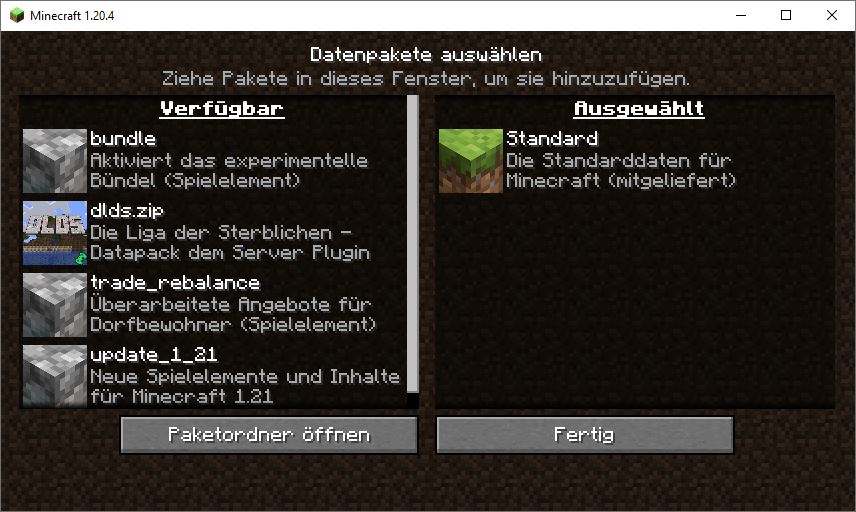 Minecraft 1.20.4
Datenpakete auswählen
Ziehe Pakete in dieses Fenster, um sie hinzuzufügen.
Verfügbar
bundle
Aktiviert das experimentelle
Bündel (Spielelement)
DLDS
dlds.zip
Die Liga der Sterblichen -
Datapack dem Server Plugin
trade_rebalance
Überarbeitete Angebote für
Dorfbewohner (Spielelement)
update_1_21
Neue Spielelemente und Inhalte
für Minecraft 1.21
Ausgewählt
Standard
Die Standarddaten für
Minecraft (mitgeliefert)
Paketordner öffnen
Fertig